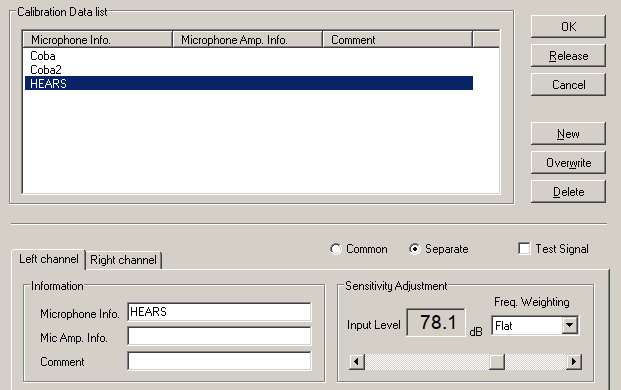 Calibration Data list
OK
Microphone Info. Microphone Amp. Info. Comment
Coba
Release
Coba2
HEARS
Cancel
New
Overwrite
Delete
Common Separate Test Signal
Left channel Right channel
Information
Sensitivity Adjustment
Microphone Info. HEARS
Freq. Weighting
Input Level 78.1 dB Flat
Mic Amp. Info.
Comment